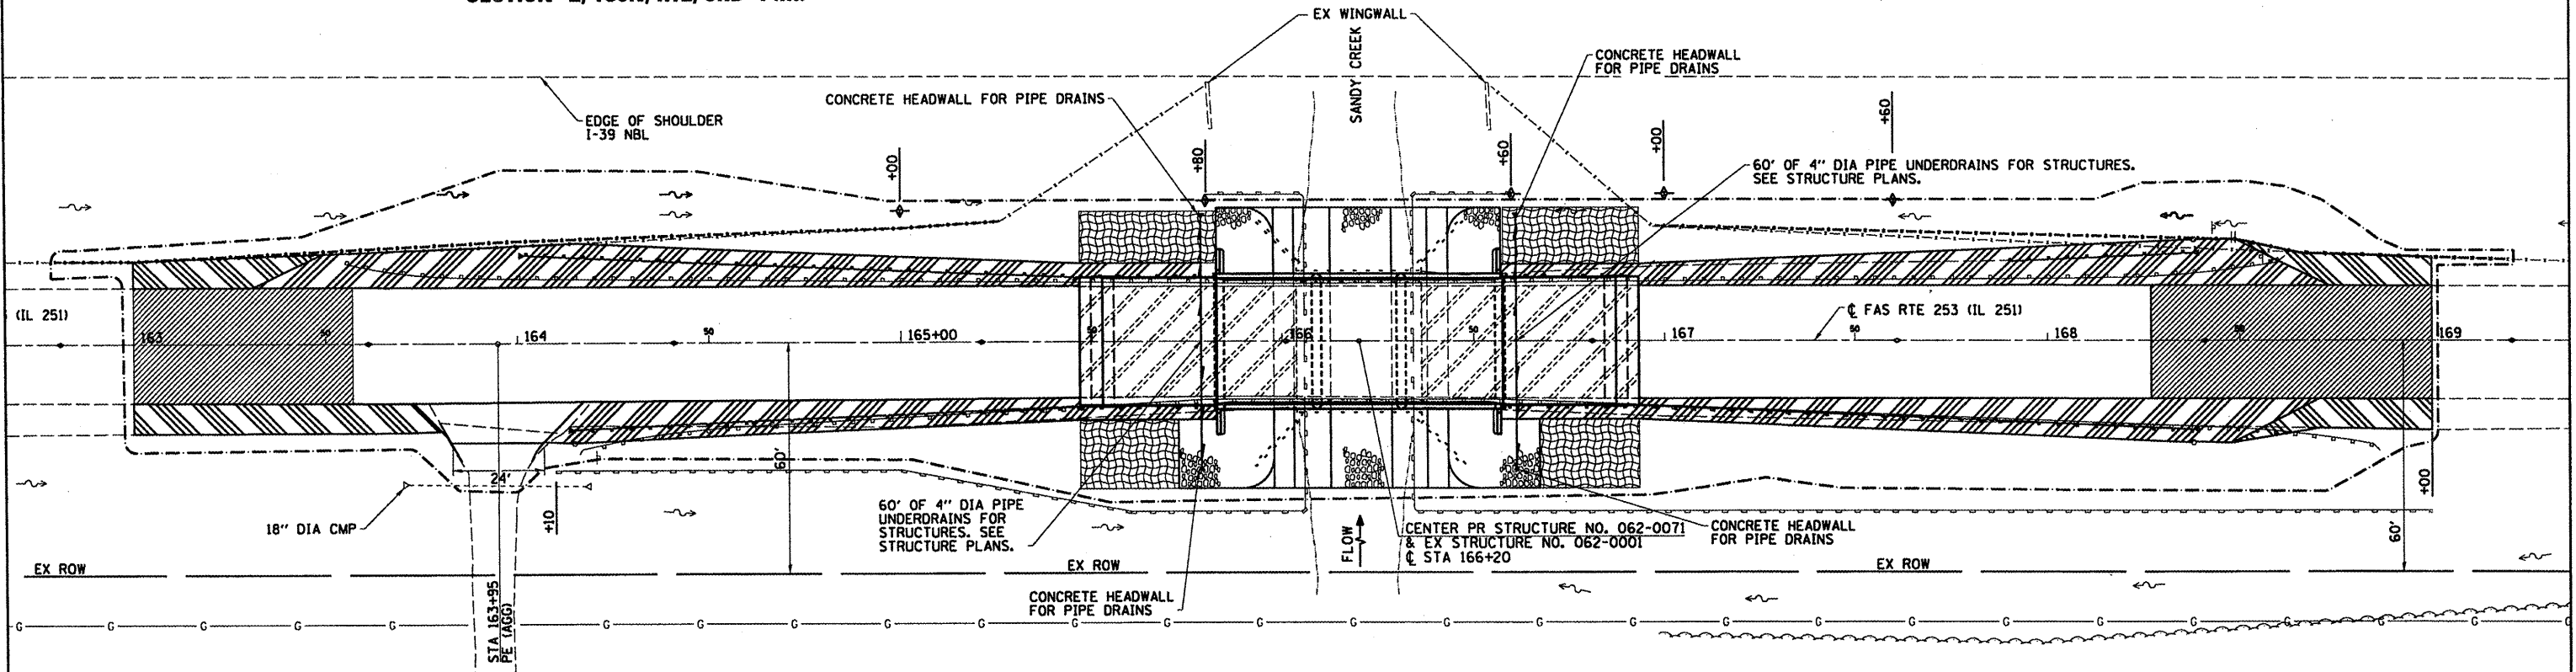 EX WINGWALL
SANDY CREEK
CONCRETE HEADWALL
FOR PIPE DRAINS
CONCRETE HEADWALL FOR PIPE DRAINS
EDGE OF SHOULDER
I-39 NBL
+00
+80
+60
+00
+60
60' OF 4" DIA PIPE UNDERDRAINS FOR STRUCTURES.
SEE STRUCTURE PLANS.
(IL 251)
℄ FAS RTE 253 (IL 251)
163
50
164
50
165+00
50
166
50
167
50
168
50
169
60'
24'
18" DIA CMP
+10
60' OF 4" DIA PIPE
UNDERDRAINS FOR
STRUCTURES. SEE
STRUCTURE PLANS.
FLOW
CENTER PR STRUCTURE NO. 062-0071
& EX STRUCTURE NO. 062-0001
℄ STA 166+20
CONCRETE HEADWALL
FOR PIPE DRAINS
+00
60'
EX ROW
EX ROW
EX ROW
STA 163+95
PE (AGG)
CONCRETE HEADWALL
FOR PIPE DRAINS
G G G G G G G G G G G G G G G G G G G G G G G G G G G G